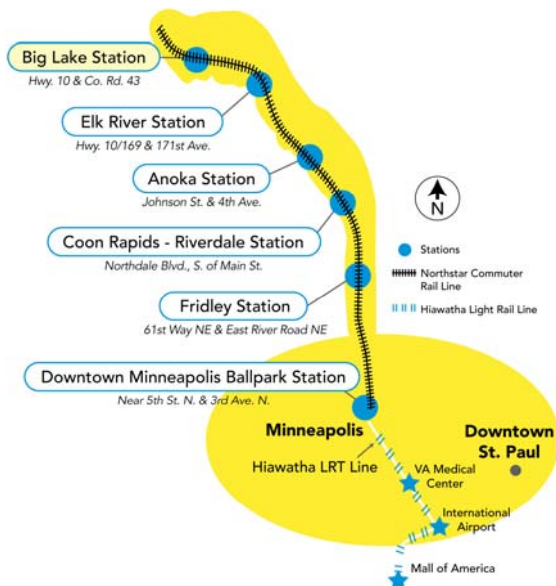 Big Lake Station
Hwy. 10 & Co. Rd. 43
Elk River Station
Hwy. 10/169 & 171st Ave.
Anoka Station
Johnson St. & 4th Ave.
Coon Rapids - Riverdale Station
Northdale Blvd., S. of Main St.
Fridley Station
61st Way NE & East River Road NE
Downtown Minneapolis Ballpark Station
Near 5th St. N. & 3rd Ave. N.
N
Stations
Northstar Commuter
Rail Line
Hiawatha Light Rail Line
Minneapolis
Hiawatha LRT Line
Downtown
St. Paul
VA Medical
Center
International
Airport
Mall of America